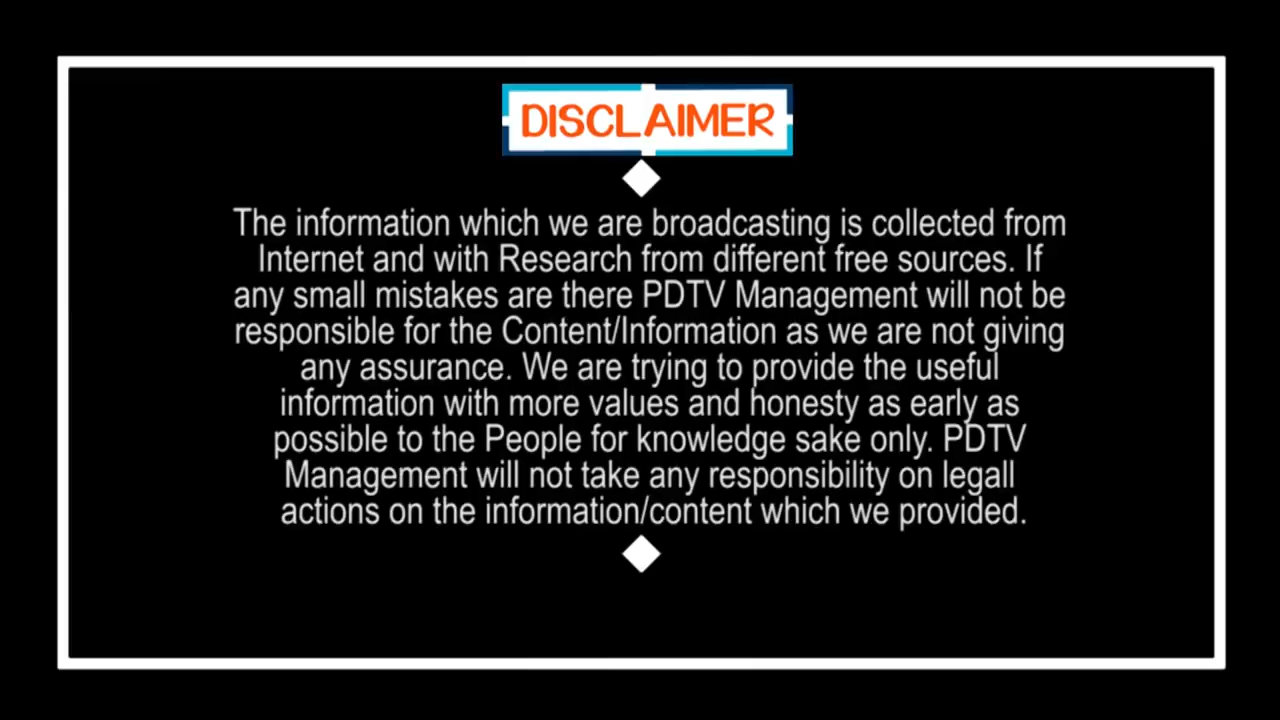 DISCLAIMER
The information which we are broadcasting is collected from
Internet and with Research from different free sources. If
any small mistakes are there PDTV Management will not be
responsible for the Content/Information as we are not giving
any assurance. We are trying to provide the useful
information with more values and honesty as early as
possible to the People for knowledge sake only. PDTV
Management will not take any responsibility on legall
actions on the information/content which we provided.